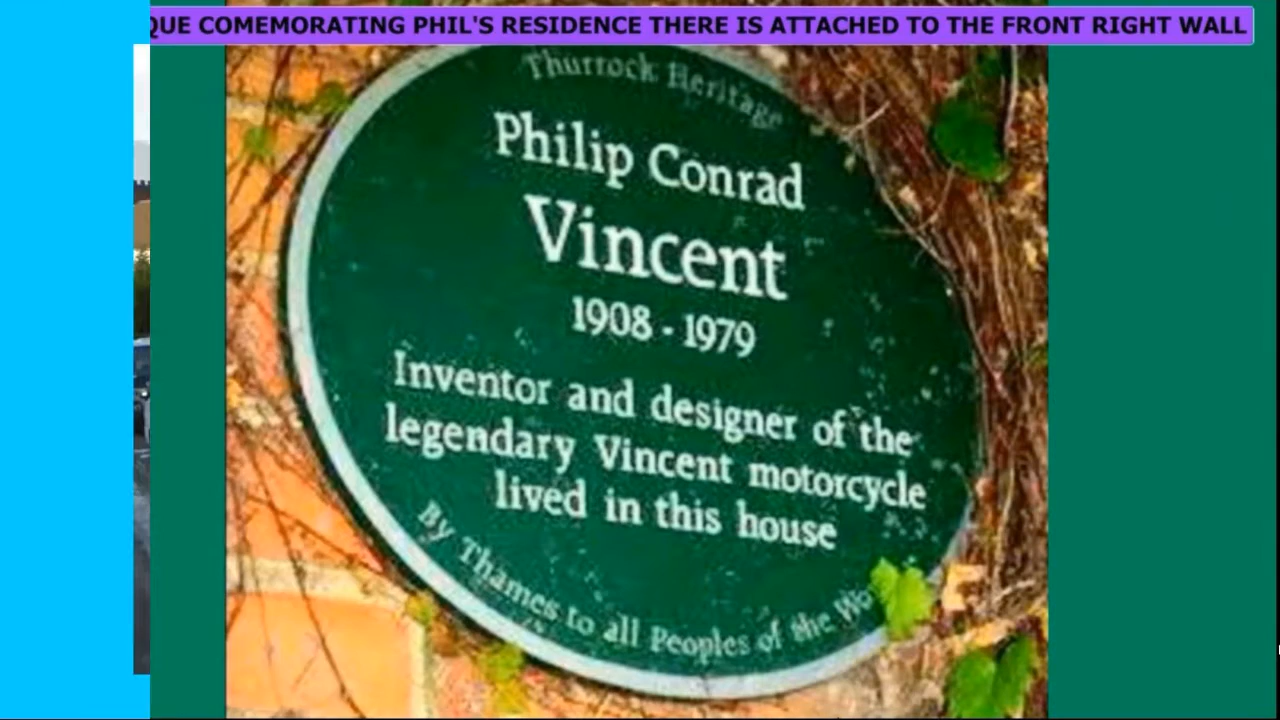 QUE COMEMORATING PHIL'S RESIDENCE THERE IS ATTACHED TO THE FRONT RIGHT WALL
Thurrock Heritage
Philip Conrad
Vincent
1908 - 1979
Inventor and designer of the
legendary Vincent motorcycle
lived in this house
By Thames to all Peoples of the Wo